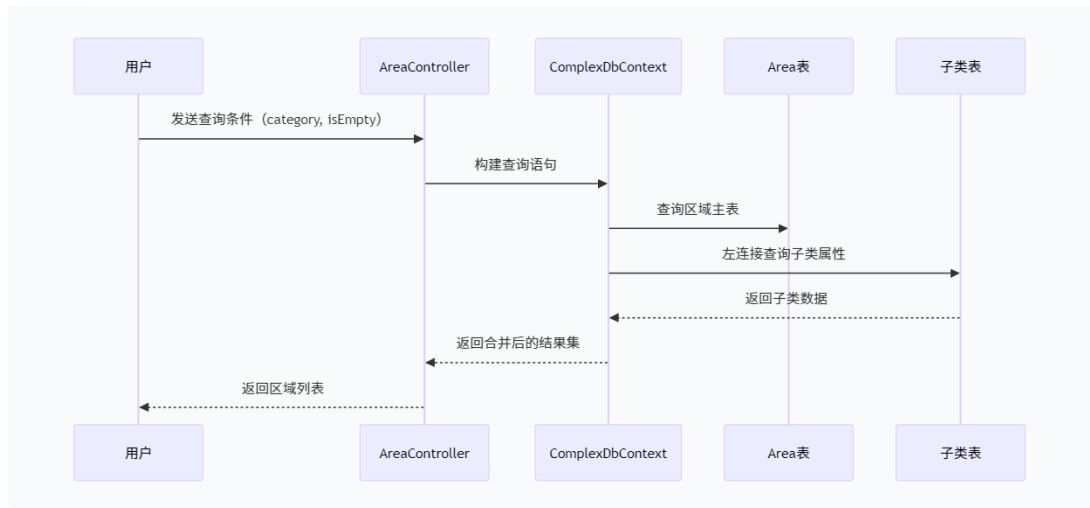 用户
AreaController
ComplexDbContext
Area表
子类表
发送查询条件（category, isEmpty）
构建查询语句
查询区域主表
左连接查询子类属性
返回子类数据
返回合并后的结果集
返回区域列表
用户
AreaController
ComplexDbContext
Area表
子类表